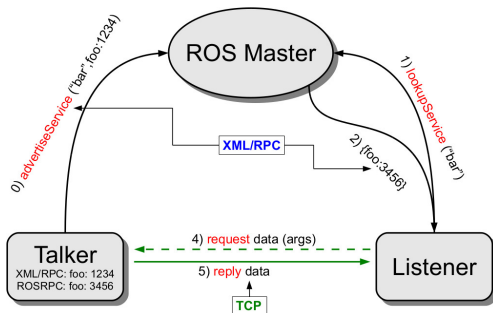 ROS Master
0) advertiseService ("bar",foo:1234)
1) lookupService ("bar")
2) {foo:3456}
XML/RPC
4) request data (args)
Talker
XML/RPC: foo: 1234
ROSRPC: foo: 3456
5) reply data
Listener
TCP